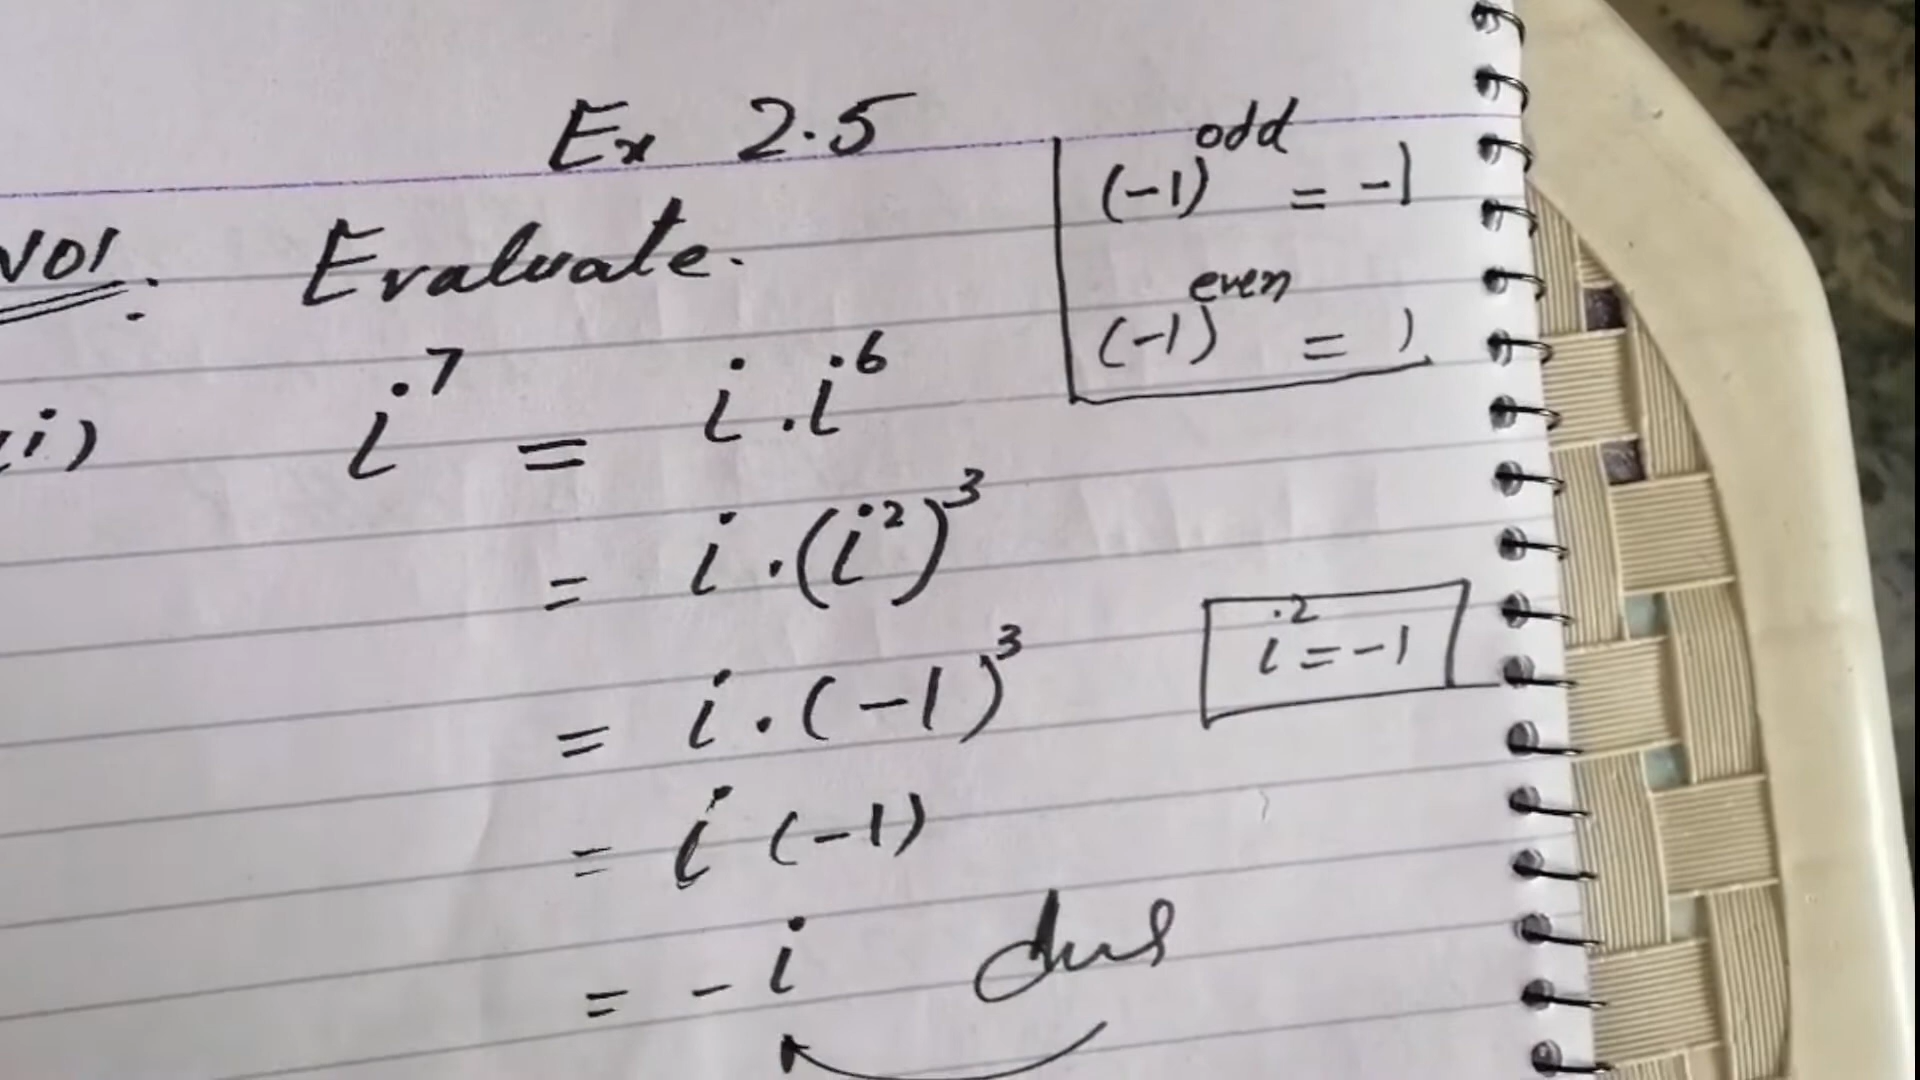 Ex 2.5
(-1)^odd = -1
(-1)^even = 1
Evaluate.
i) i^7 = i.i^6
= i.(i^2)^3
i^2 = -1
= i.(-1)^3
= i (-1)
= -i